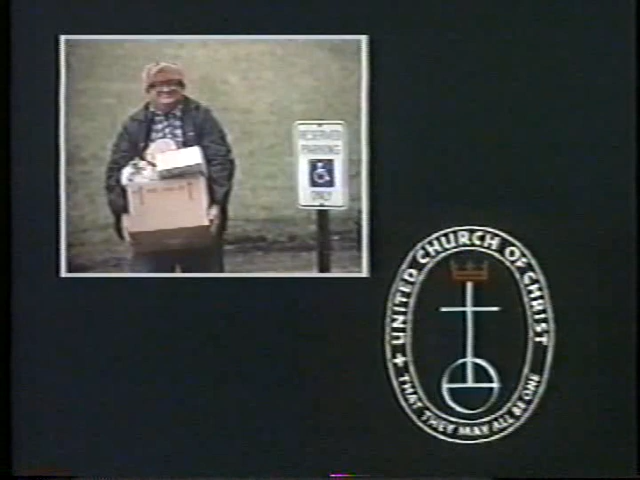 RESERVED
PARKING
ONLY
UNITED CHURCH OF CHRIST
THAT THEY MAY ALL BE ONE